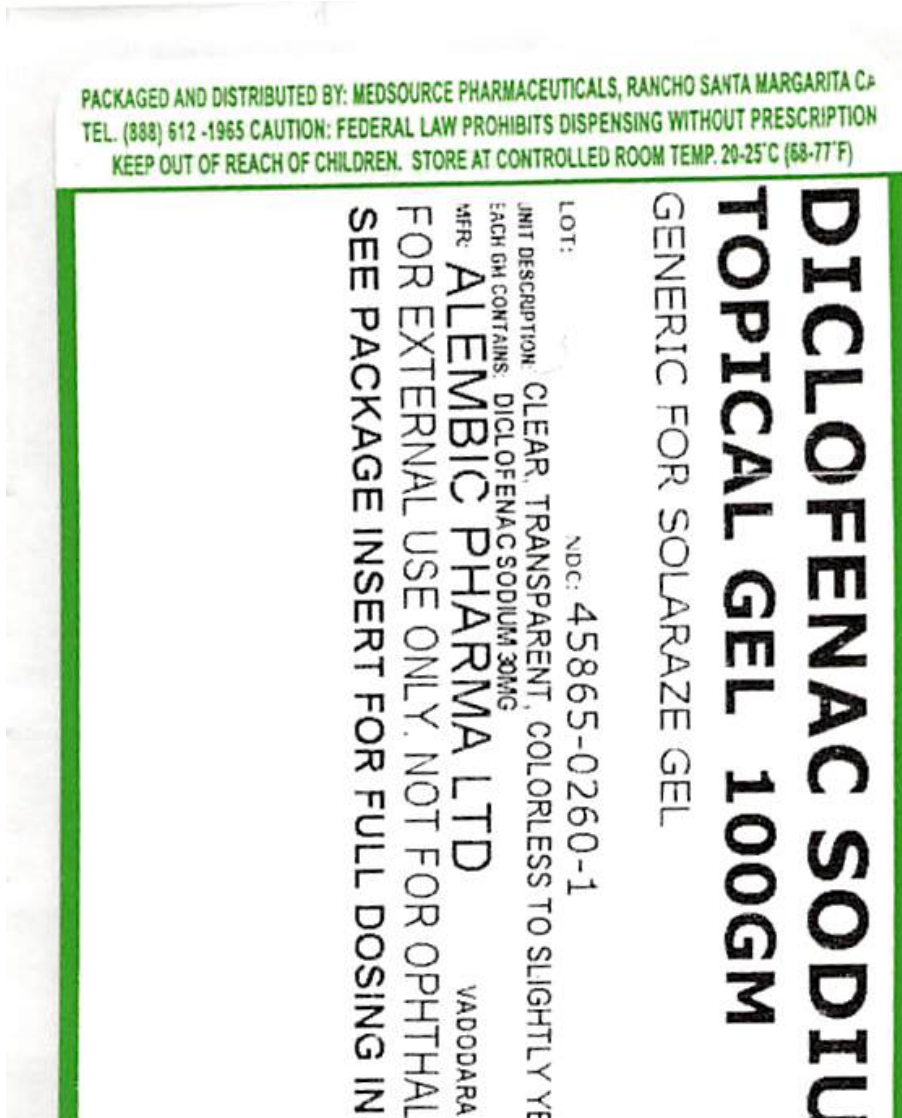 PACKAGED AND DISTRIBUTED BY: MEDSOURCE PHARMACEUTICALS, RANCHO SANTA MARGARITA CA
TEL. (888) 612 -1965 CAUTION: FEDERAL LAW PROHIBITS DISPENSING WITHOUT PRESCRIPTION
KEEP OUT OF REACH OF CHILDREN. STORE AT CONTROLLED ROOM TEMP. 20-25°C (68-77°F)
DICLOFENAC SODIU
TOPICAL GEL 100GM
GENERIC FOR SOLARAZE GEL
LOT: NDC: 45865-0260-1
UNIT DESCRIPTION: CLEAR, TRANSPARENT, COLORLESS TO SLIGHTLY YE
EACH GM CONTAINS: DICLOFENAC SODIUM 30MG
MFR: ALEMBIC PHARMA LTD VADODARA
FOR EXTERNAL USE ONLY. NOT FOR OPHTHAL
SEE PACKAGE INSERT FOR FULL DOSING IN